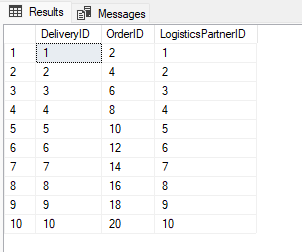 Results Messages
DeliveryID OrderID LogisticsPartnerID
1 1 2 1
2 2 4 2
3 3 6 3
4 4 8 4
5 5 10 5
6 6 12 6
7 7 14 7
8 8 16 8
9 9 18 9
10 10 20 10